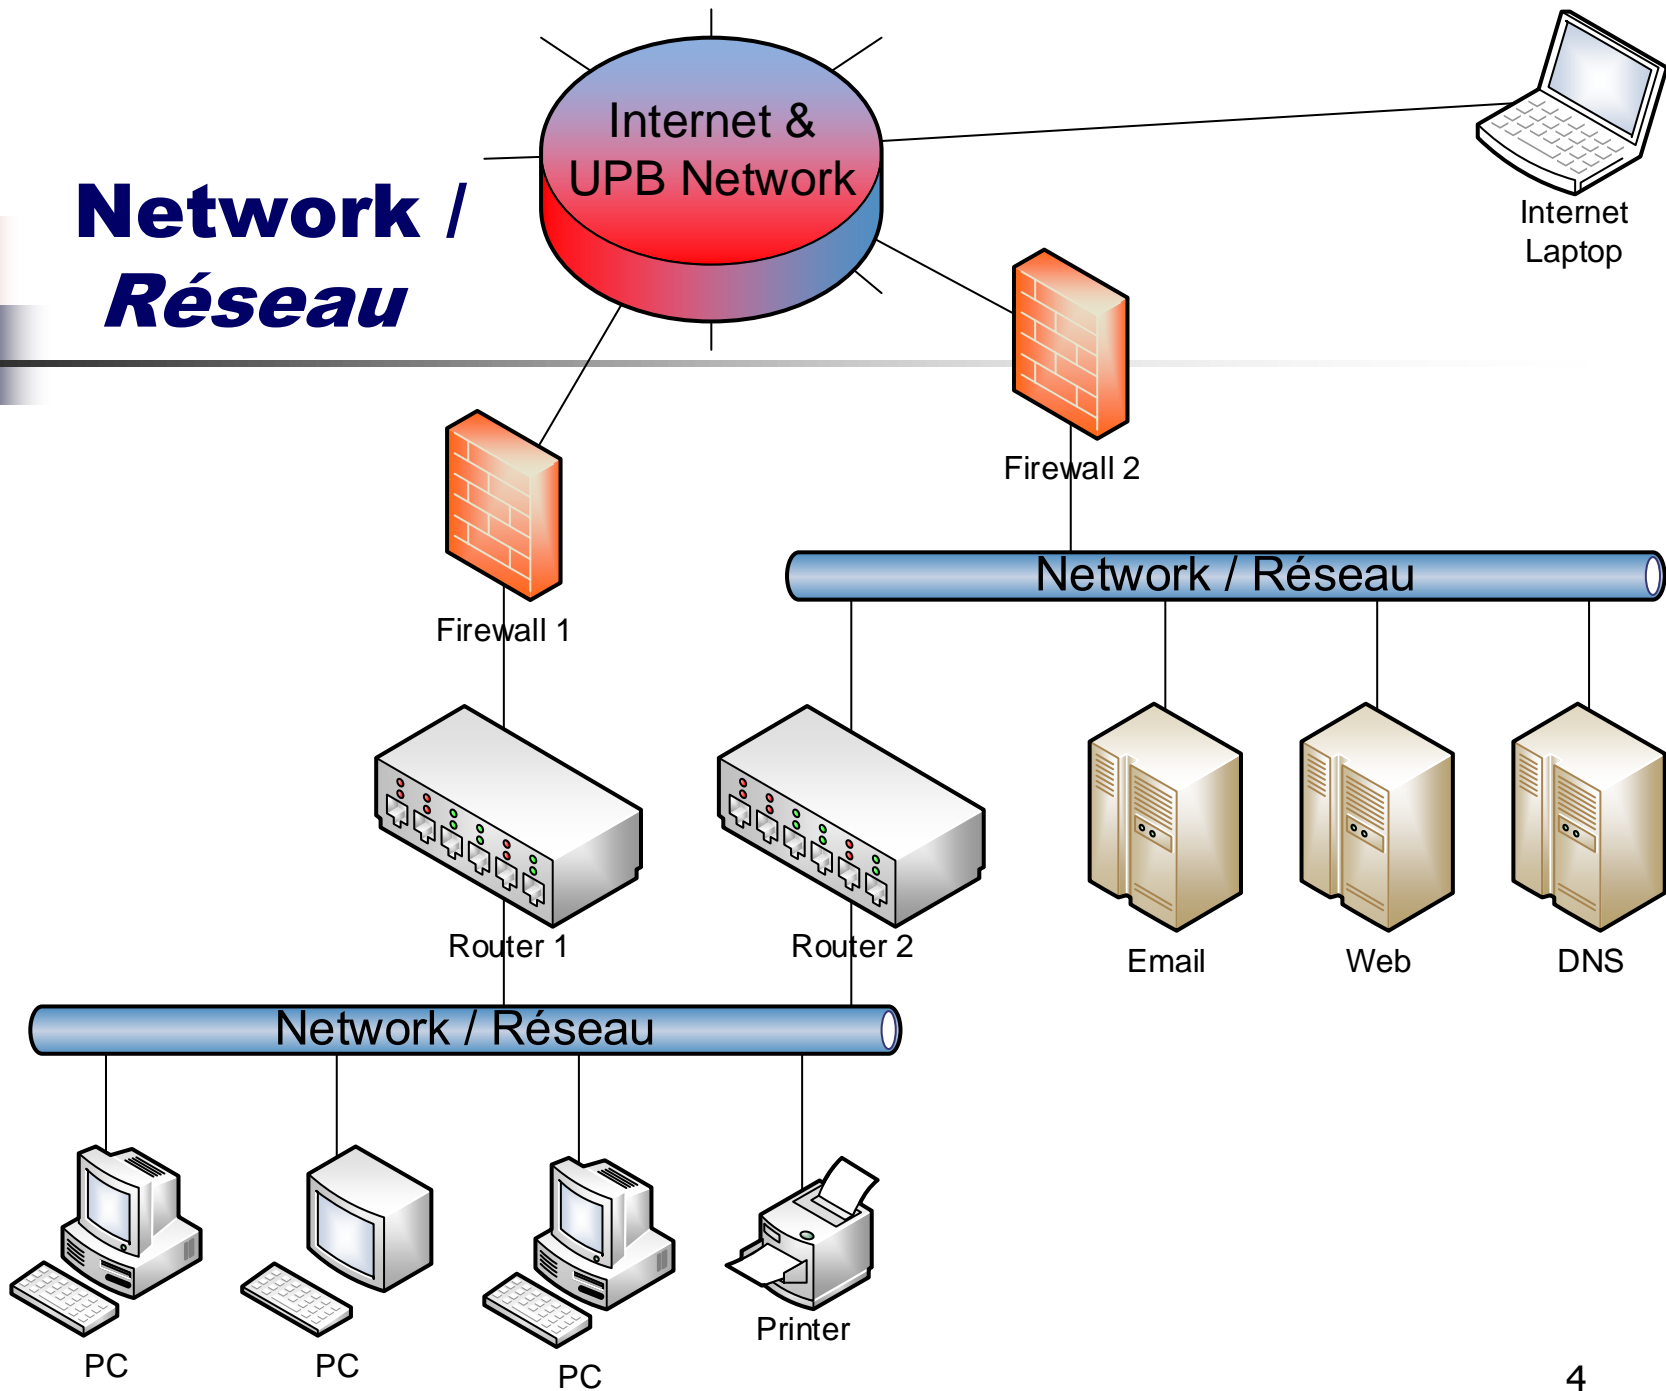 Network /
Réseau
Internet &
UPB Network
Internet
Laptop
Firewall 2
Network / Réseau
Firewall 1
Router 1
Router 2
Email
Web
DNS
Network / Réseau
Printer
PC
PC
PC
4